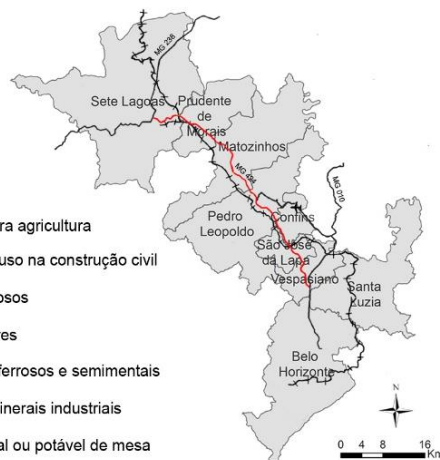 MG 238
Sete Lagoas
Prudente
de
Morais
Matozinhos
MG 424
MG 010
Pedro
Leopoldo
Confins
São José
da Lapa
Vespasiano
Santa
Luzia
Belo
Horizonte
ra agricultura
uso na construção civil
osos
res
ferrosos e semimentais
inerais industriais
al ou potável de mesa
N
0 4 8 16
Km